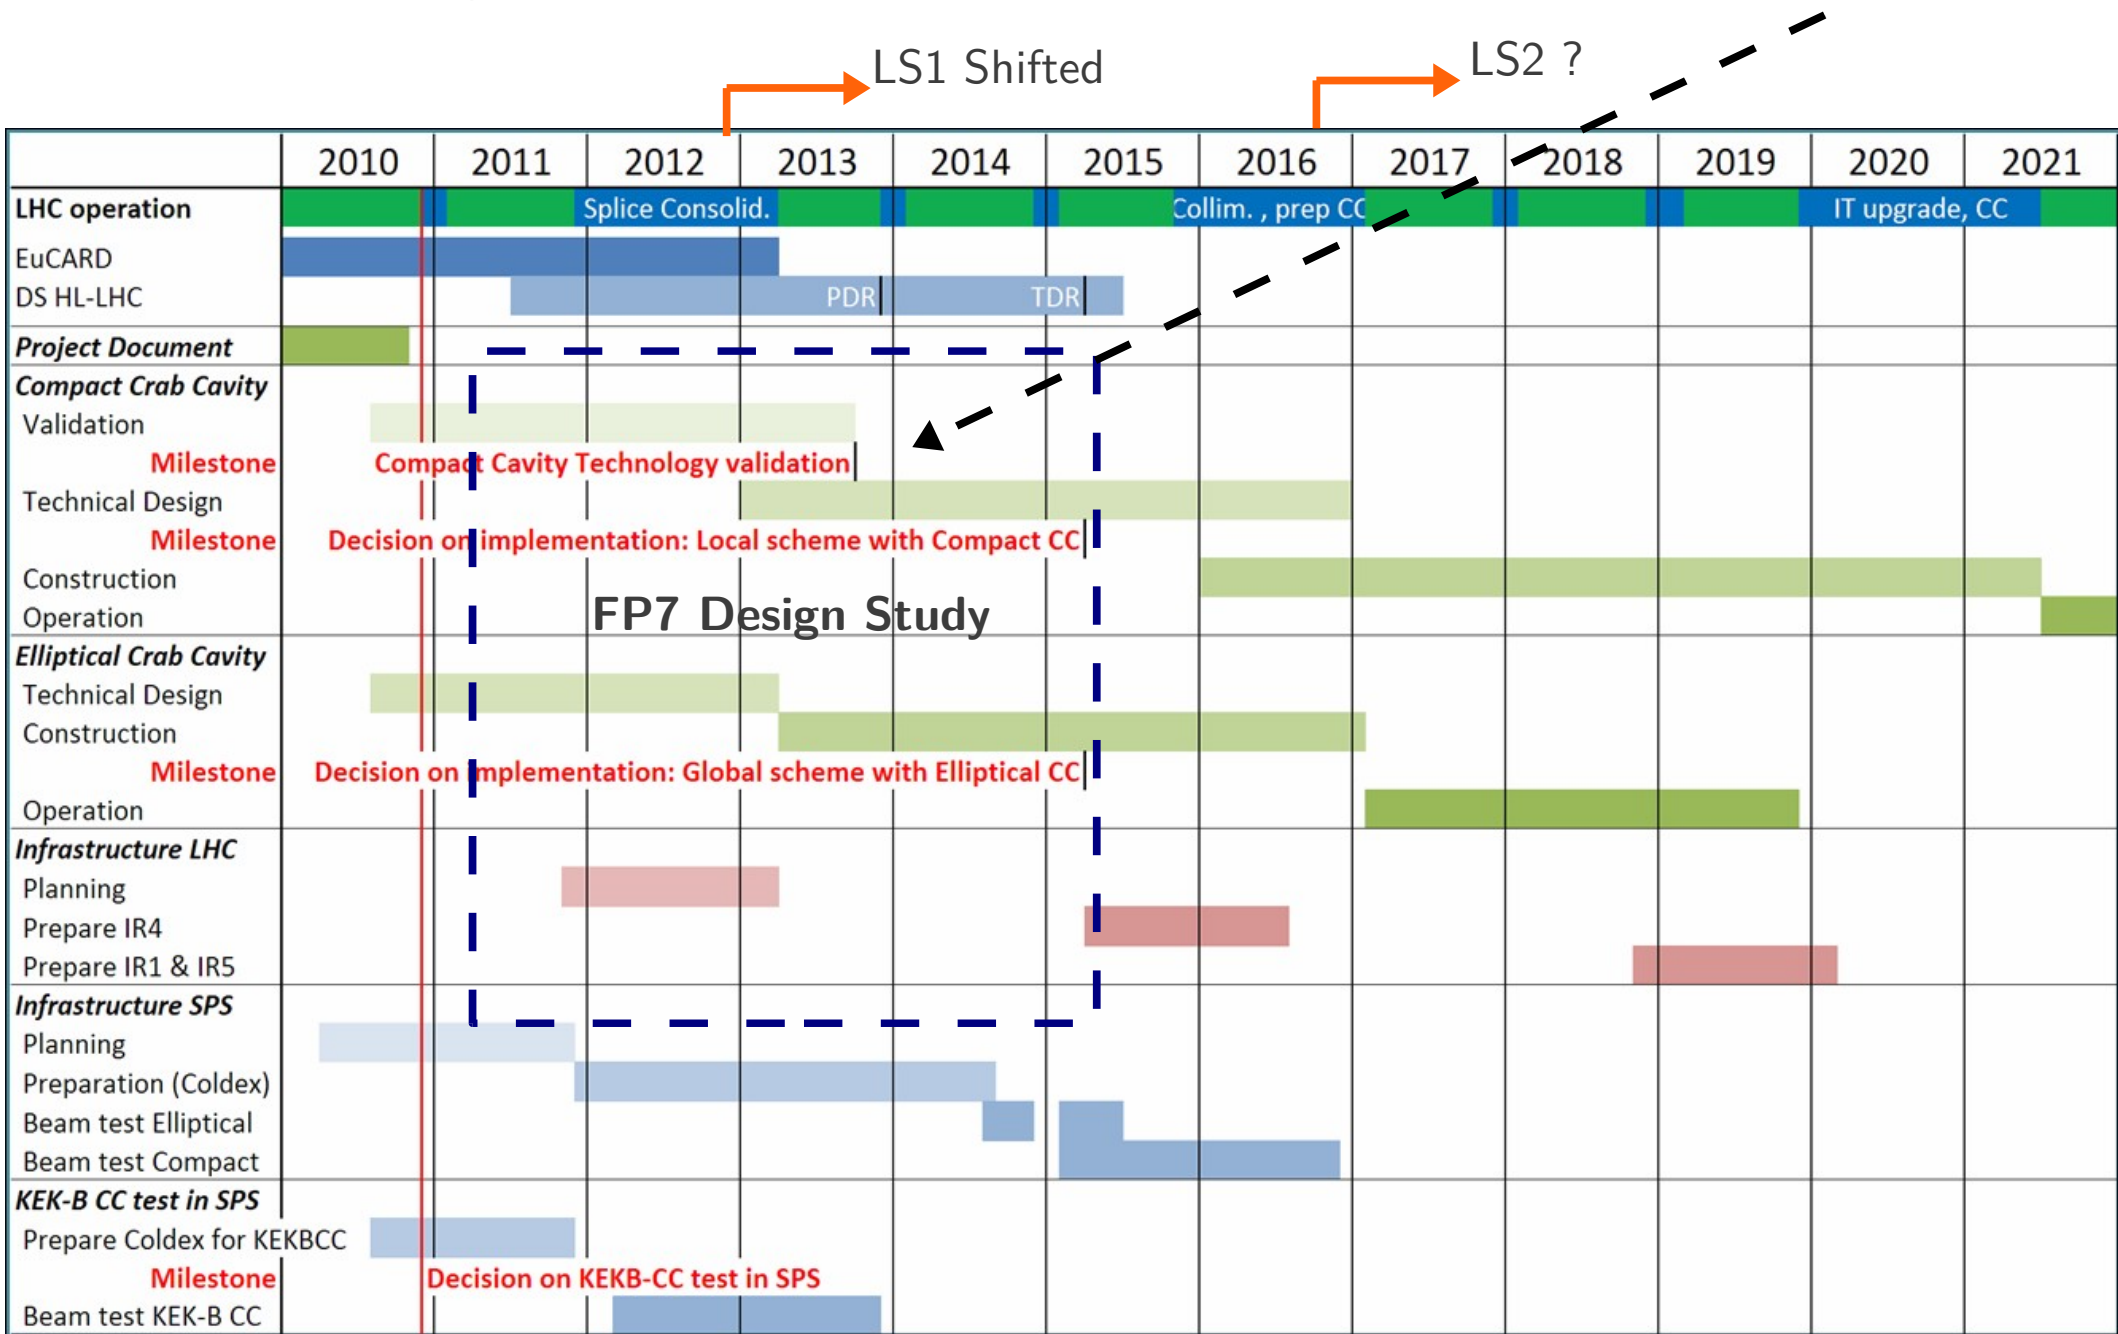 LS1 Shifted
LS2 ?
2010 2011 2012 2013 2014 2015 2016 2017 2018 2019 2020 2021
LHC operation Splice Consolid. Collim. , prep CC IT upgrade, CC
EuCARD
DS HL-LHC PDR TDR
Project Document
Compact Crab Cavity
Validation
Milestone Compact Cavity Technology validation
Technical Design
Milestone Decision on implementation: Local scheme with Compact CC
Construction
FP7 Design Study
Operation
Elliptical Crab Cavity
Technical Design
Construction
Milestone Decision on implementation: Global scheme with Elliptical CC
Operation
Infrastructure LHC
Planning
Prepare IR4
Prepare IR1 & IR5
Infrastructure SPS
Planning
Preparation (Coldex)
Beam test Elliptical
Beam test Compact
KEK-B CC test in SPS
Prepare Coldex for KEKBCC
Milestone Decision on KEKB-CC test in SPS
Beam test KEK-B CC